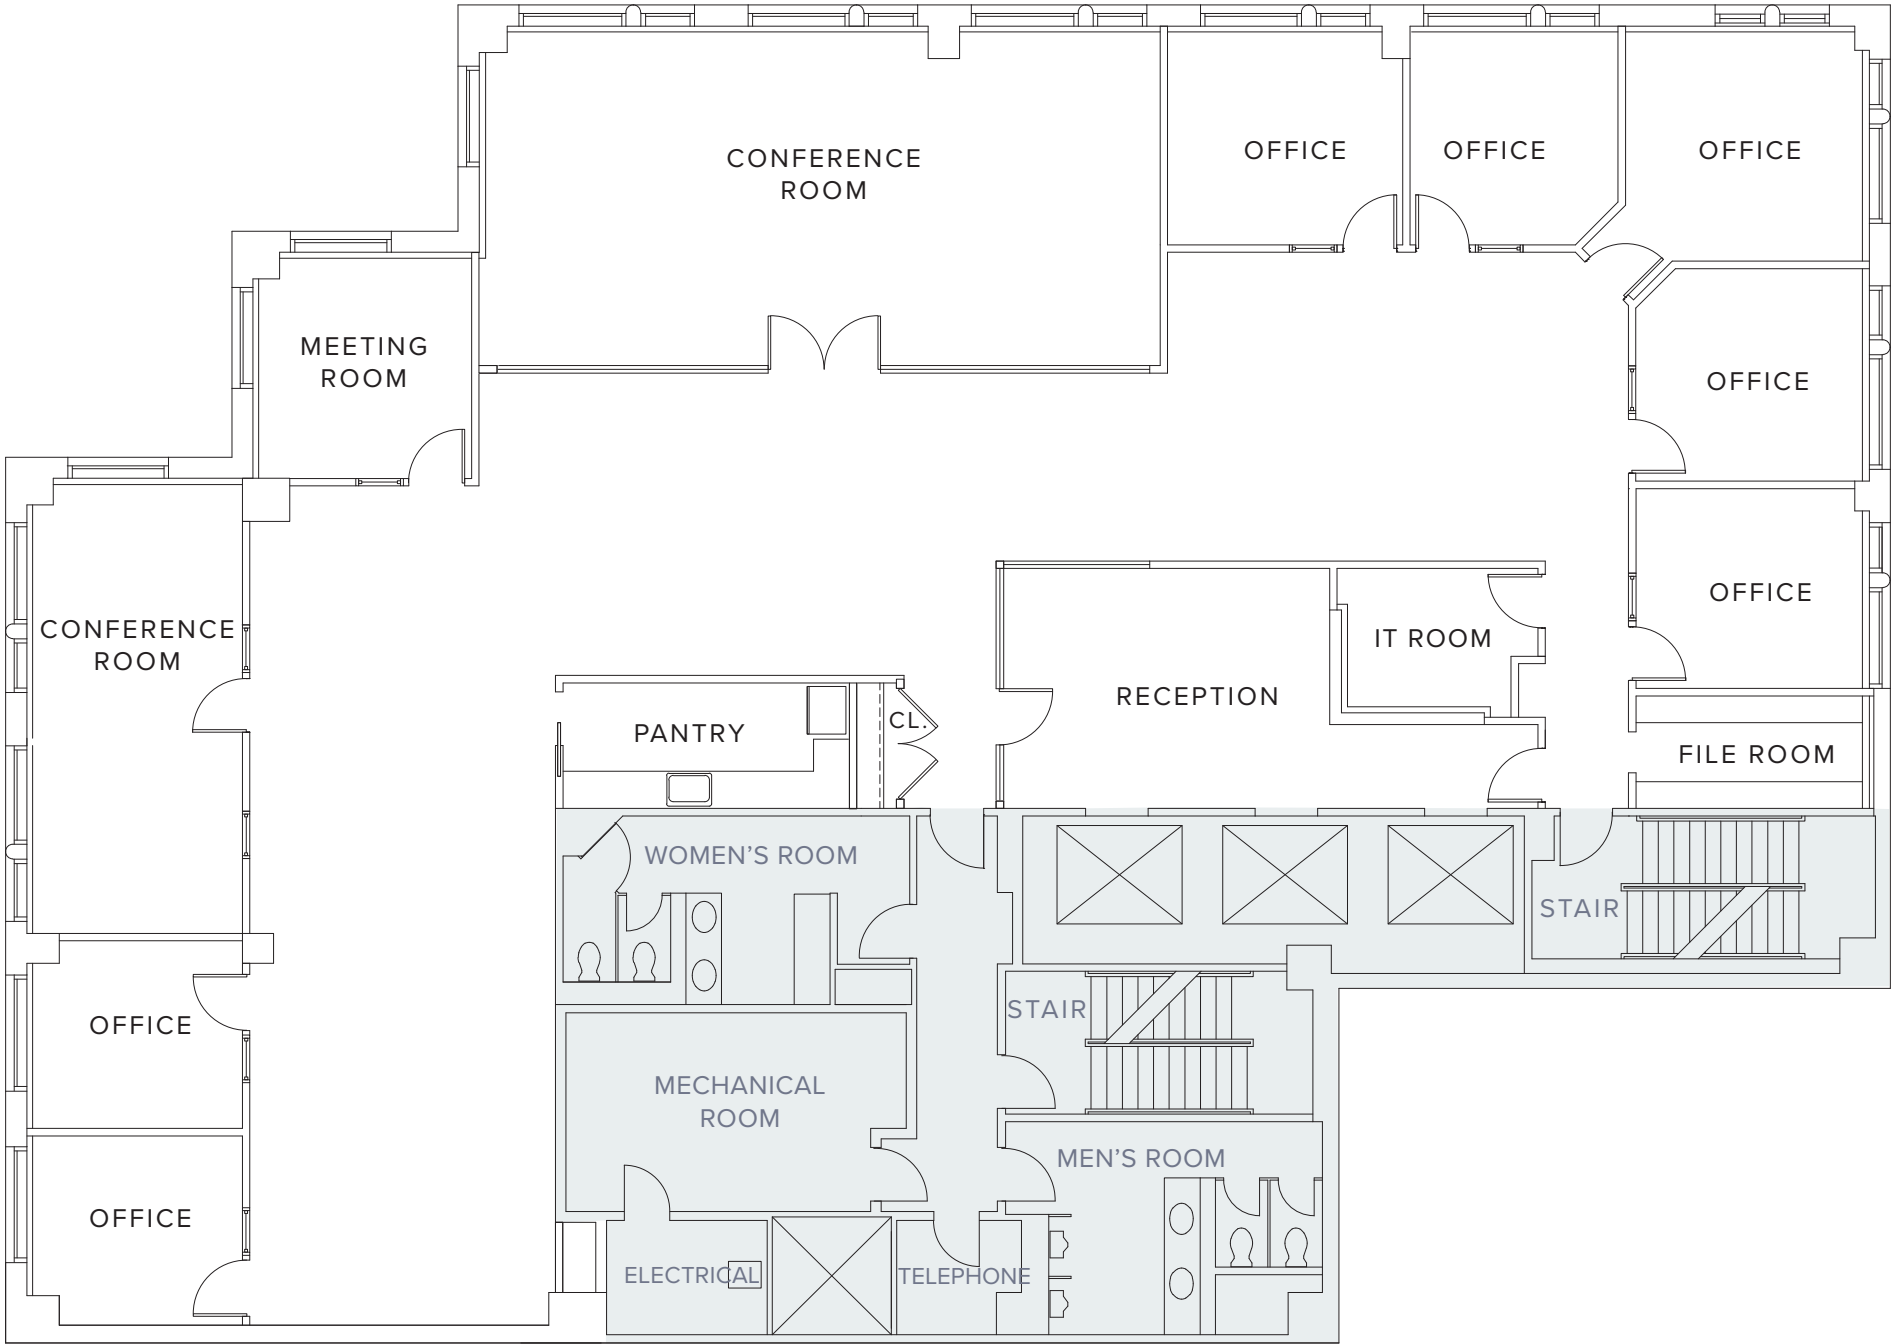 CONFERENCE
ROOM
OFFICE
OFFICE
OFFICE
MEETING
ROOM
OFFICE
CONFERENCE
ROOM
OFFICE
IT ROOM
RECEPTION
PANTRY
CL.
FILE ROOM
WOMEN'S ROOM
STAIR
STAIR
OFFICE
MECHANICAL
ROOM
MEN'S ROOM
OFFICE
ELECTRICAL
TELEPHONE